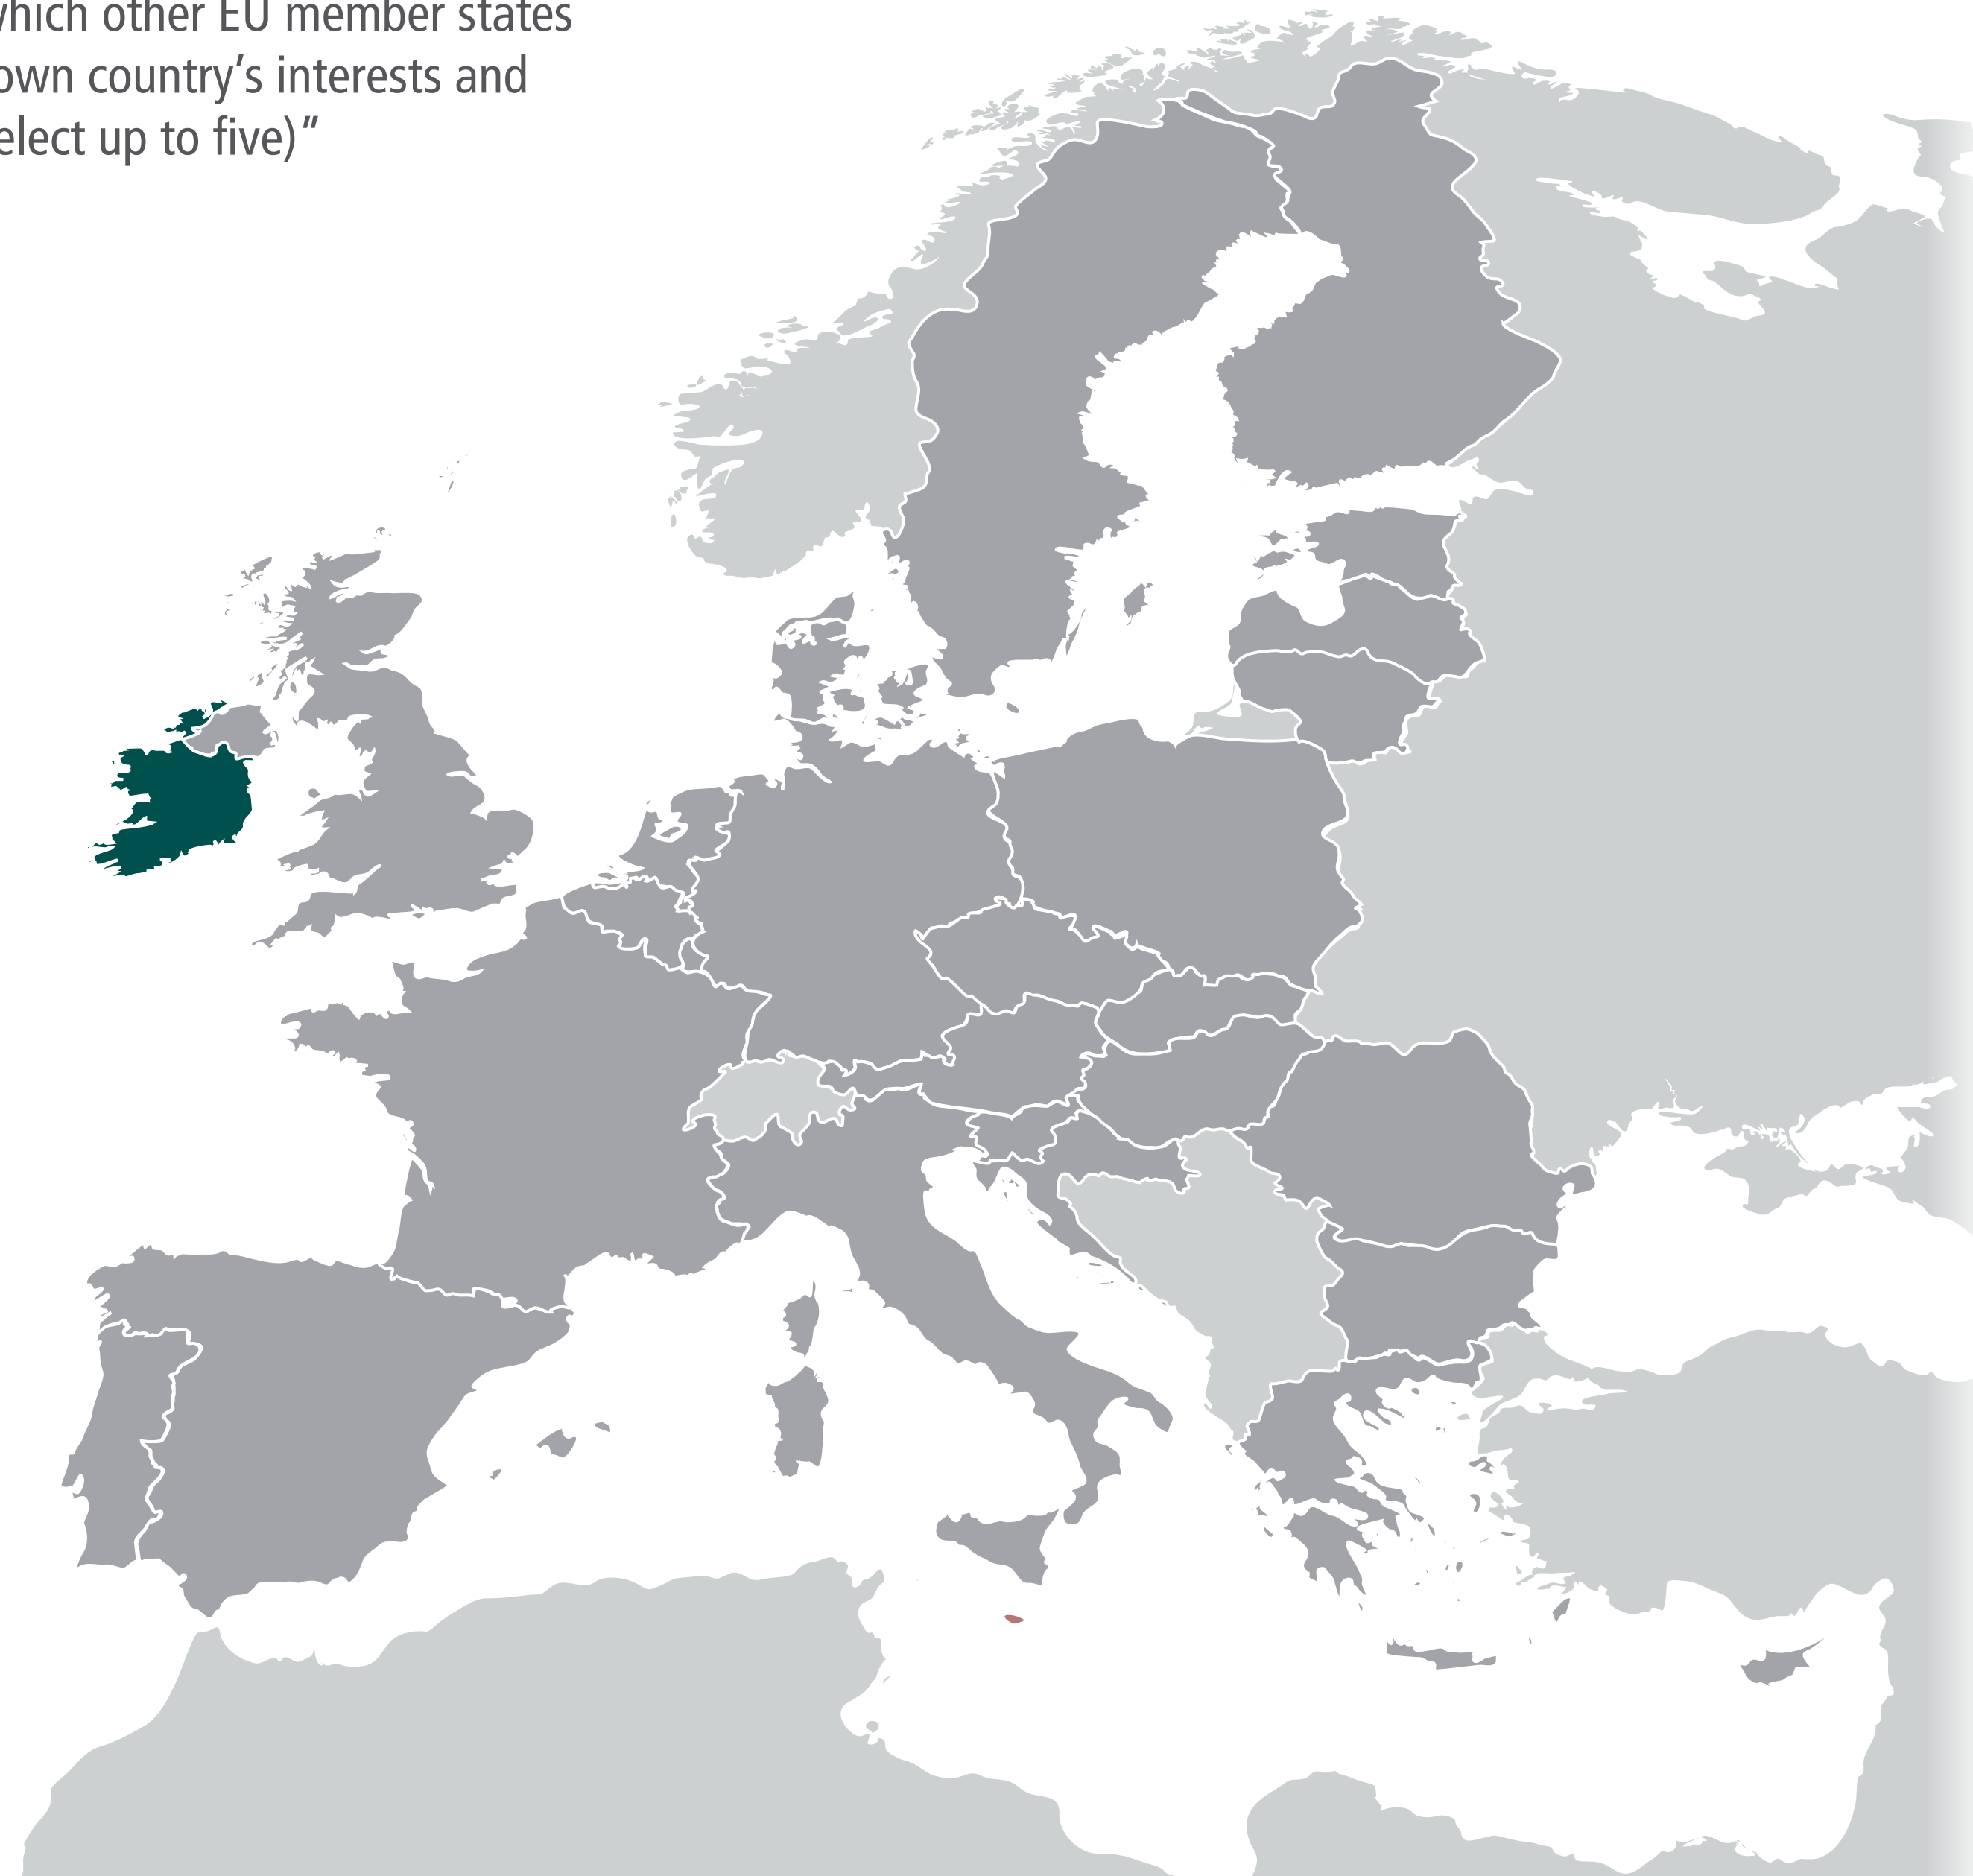 which other EU member states
own country’s interests and
elect up to five)”